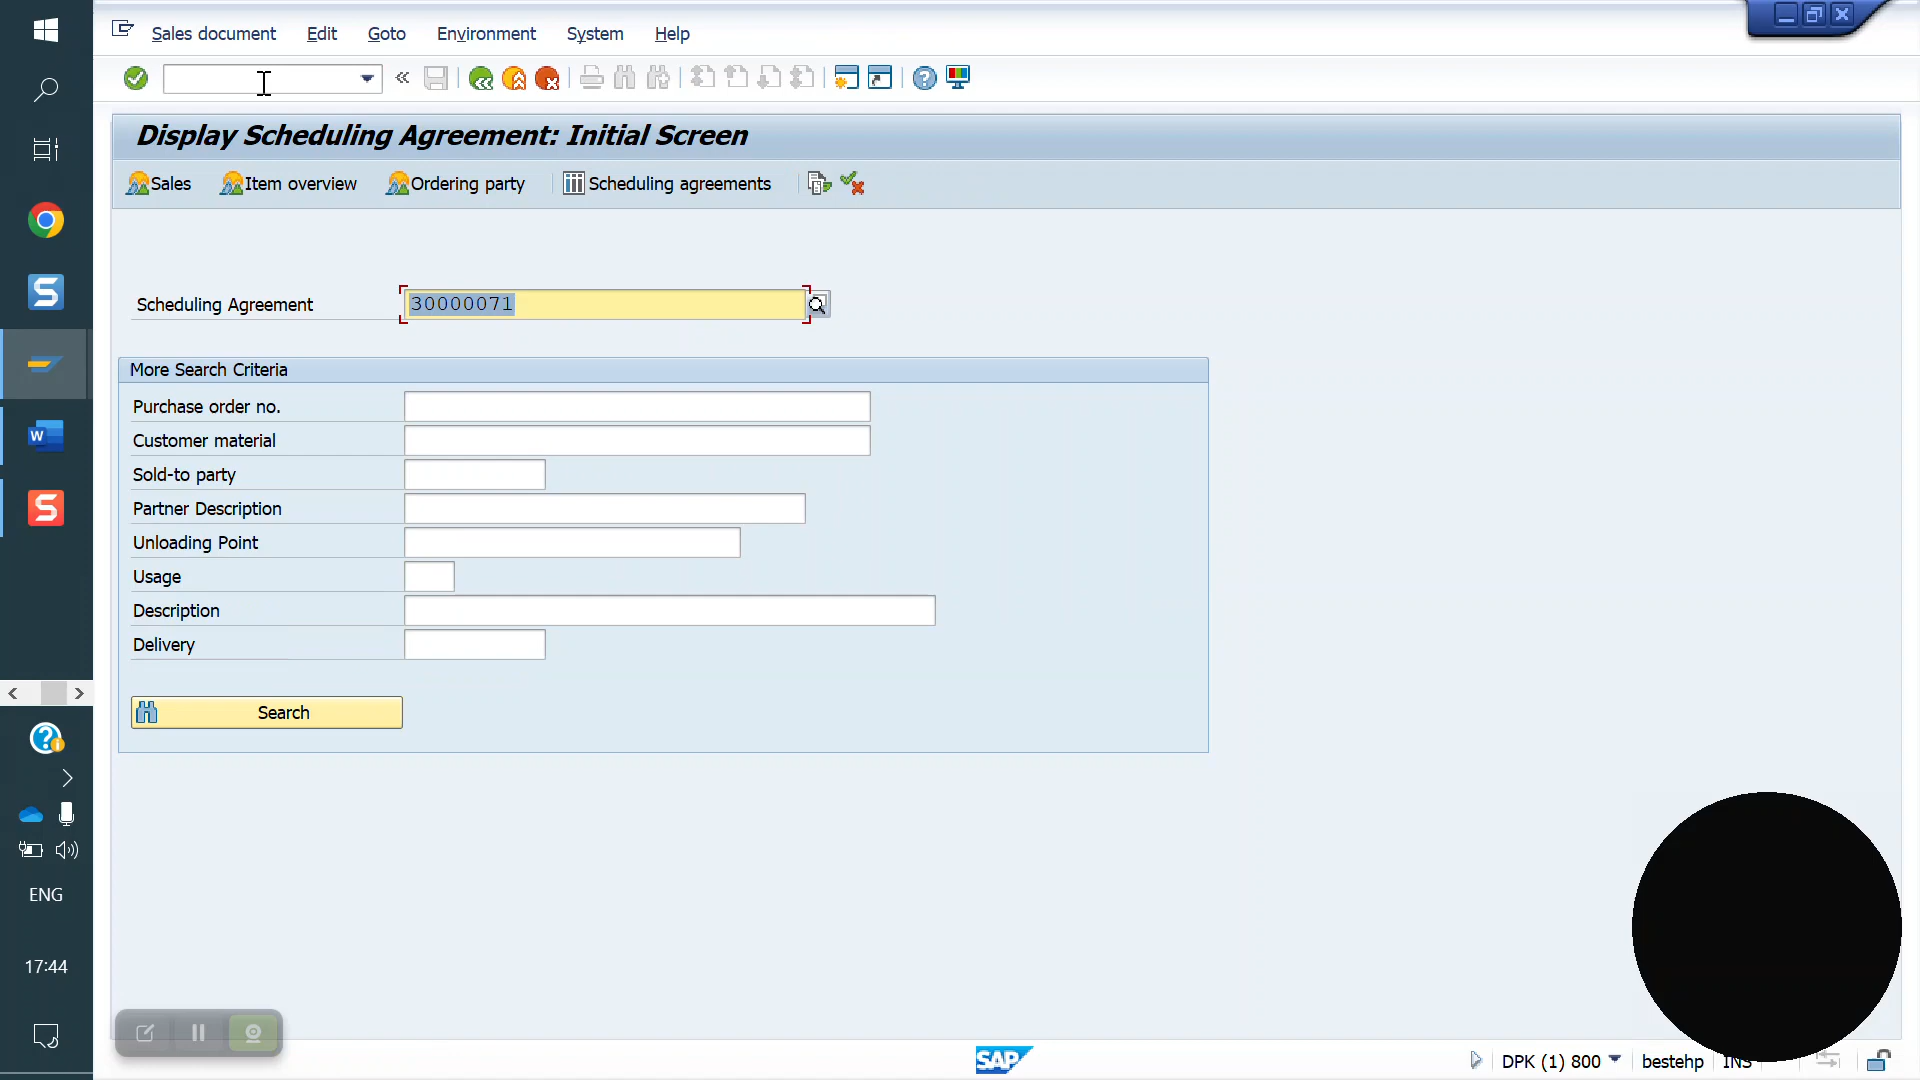 Sales document Edit Goto Environment System Help
Display Scheduling Agreement: Initial Screen
Sales Item overview Ordering party Scheduling agreements
Scheduling Agreement 30000071
More Search Criteria
Purchase order no.
Customer material
Sold-to party
Partner Description
Unloading Point
Usage
Description
Delivery
Search
ENG
17:44
SAP
DPK (1) 800 bestehp INS